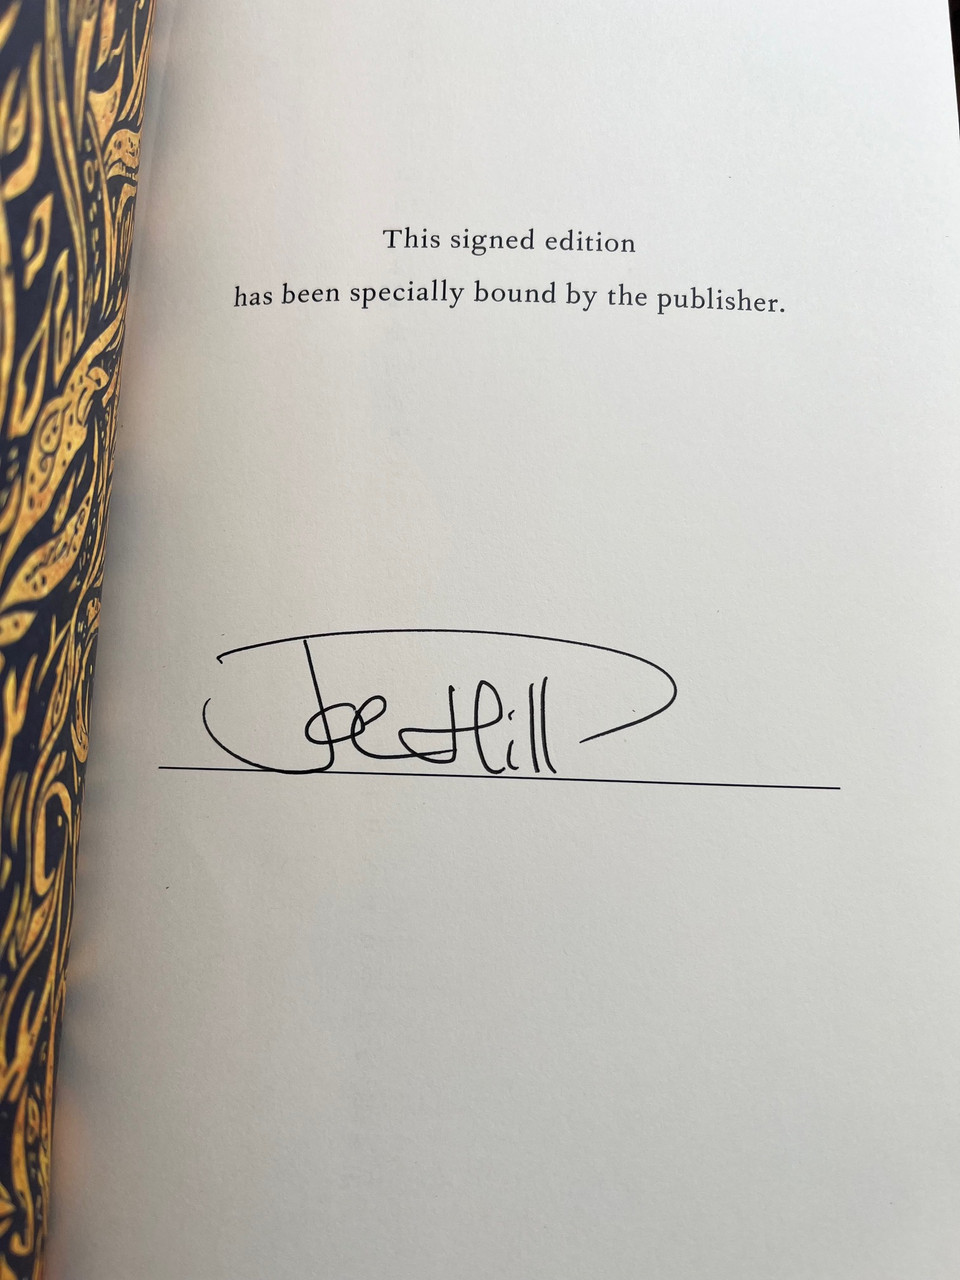 This signed edition
has been specially bound by the publisher.
Joe Hill